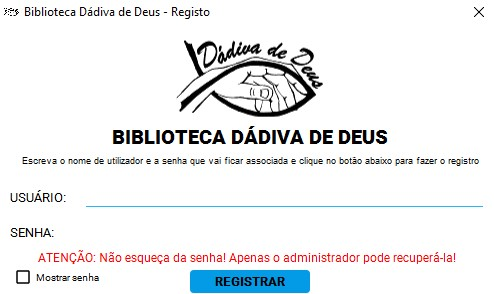 Biblioteca Dádiva de Deus - Registo
Dádiva de Deus
BIBLIOTECA DÁDIVA DE DEUS
Escreva o nome de utilizador e a senha que vai ficar associada e clique no botão abaixo para fazer o registro
USUÁRIO:
SENHA:
ATENÇÃO: Não esqueça da senha! Apenas o administrador pode recuperá-la!
Mostrar senha
REGISTRAR